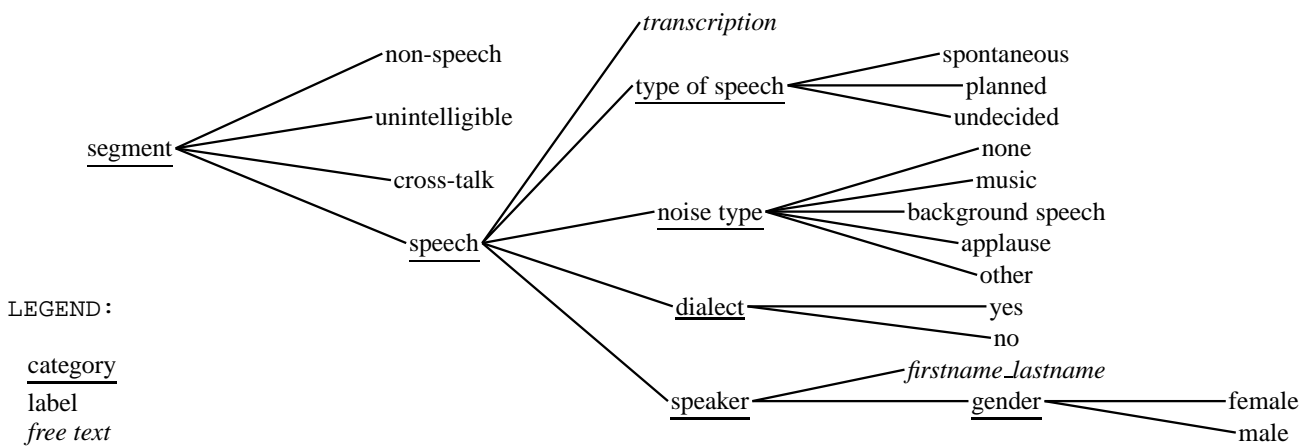 transcription
non-speech
spontaneous
type of speech
planned
unintelligible
undecided
segment
none
cross-talk
music
noise type
background speech
speech
applause
other
LEGEND:
dialect
yes
no
category
firstname_lastname
label
speaker
gender
female
free text
male